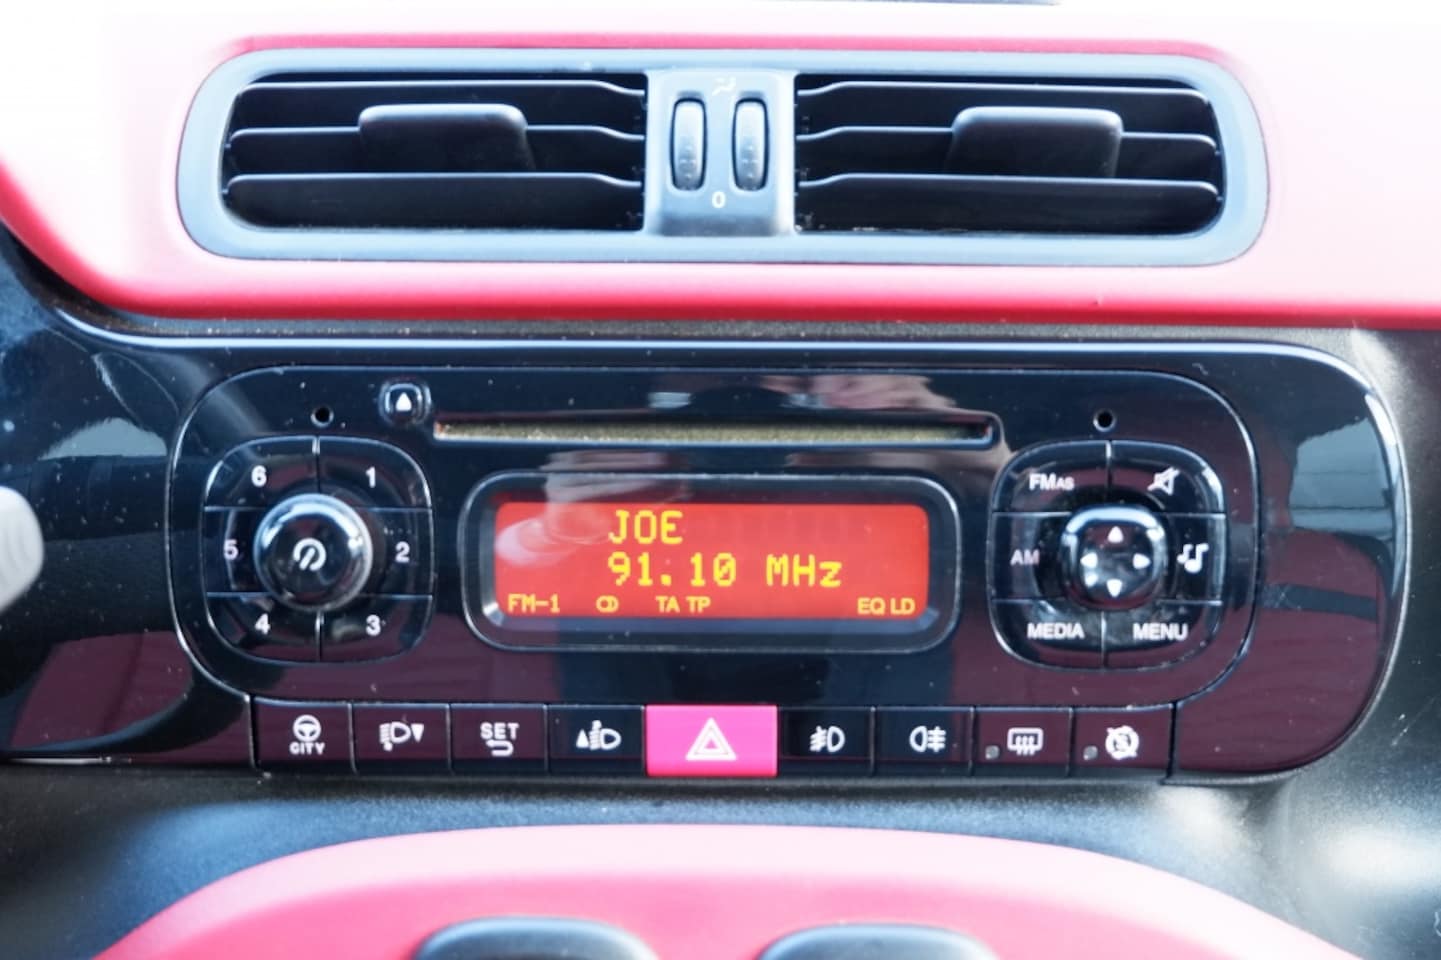 0
6 1
5 2
4 3
JOE
91.10 MHz
FM-1 TA TP EQ LD
FMAS
AM
MEDIA MENU
CITY
SET